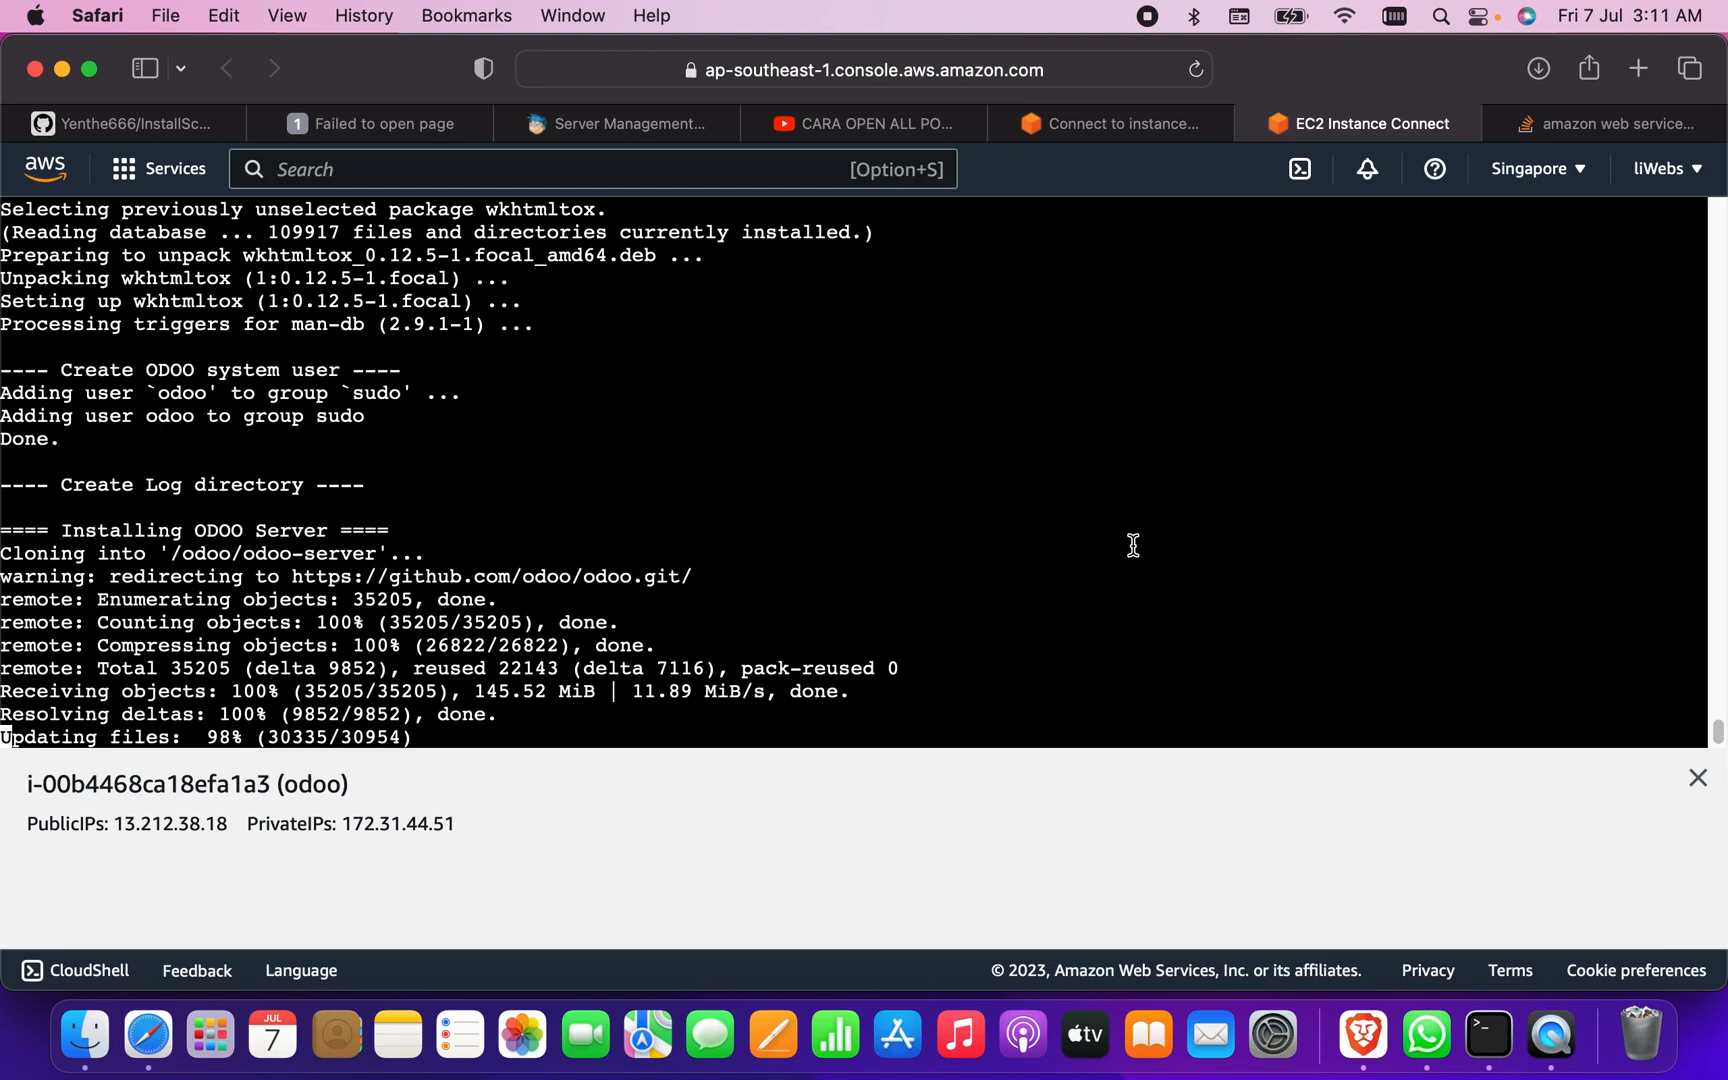 Safari File Edit View History Bookmarks Window Help Fri 7 Jul 3:11 AM
ap-southeast-1.console.aws.amazon.com
Yenthe666/InstallSc... 1 Failed to open page Server Management... CARA OPEN ALL PO... Connect to instance... EC2 Instance Connect amazon web service...
aws Services Search [Option+S] Singapore liWebs
Selecting previously unselected package wkhtmltox.
(Reading database ... 109917 files and directories currently installed.)
Preparing to unpack wkhtmltox_0.12.5-1.focal_amd64.deb ...
Unpacking wkhtmltox (1:0.12.5-1.focal) ...
Setting up wkhtmltox (1:0.12.5-1.focal) ...
Processing triggers for man-db (2.9.1-1) ...
---- Create ODOO system user ----
Adding user `odoo' to group `sudo' ...
Adding user odoo to group sudo
Done.
---- Create Log directory ----
==== Installing ODOO Server ====
Cloning into '/odoo/odoo-server'...
warning: redirecting to https://github.com/odoo/odoo.git/
remote: Enumerating objects: 35205, done.
remote: Counting objects: 100% (35205/35205), done.
remote: Compressing objects: 100% (26822/26822), done.
remote: Total 35205 (delta 9852), reused 22143 (delta 7116), pack-reused 0
Receiving objects: 100% (35205/35205), 145.52 MiB | 11.89 MiB/s, done.
Resolving deltas: 100% (9852/9852), done.
Updating files:  98% (30335/30954)
i-00b4468ca18efa1a3 (odoo)
PublicIPs: 13.212.38.18 PrivateIPs: 172.31.44.51
CloudShell Feedback Language © 2023, Amazon Web Services, Inc. or its affiliates. Privacy Terms Cookie preferences
JUL
7
tv
>_